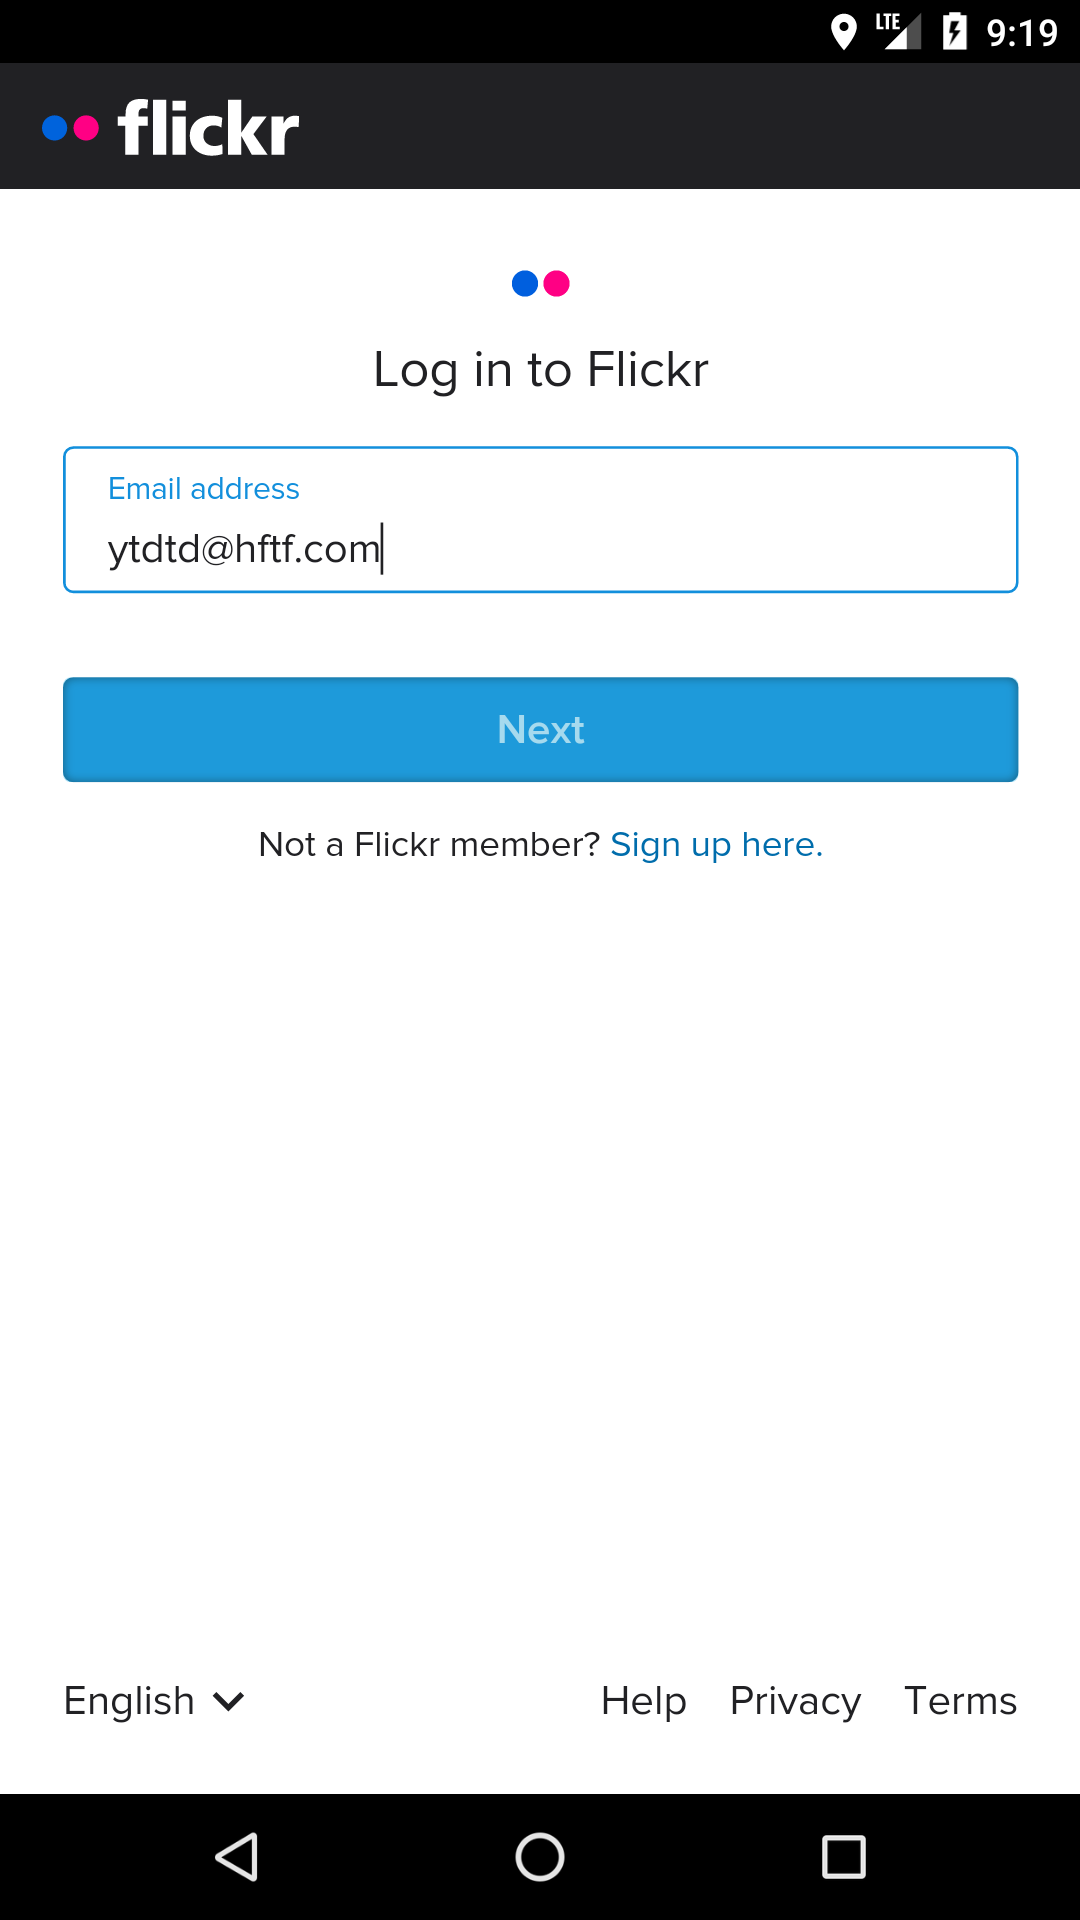 LTE 9:19
flickr
Log in to Flickr
Email address
ytdtd@hftf.com
Next
Not a Flickr member? Sign up here.
English Help Privacy Terms